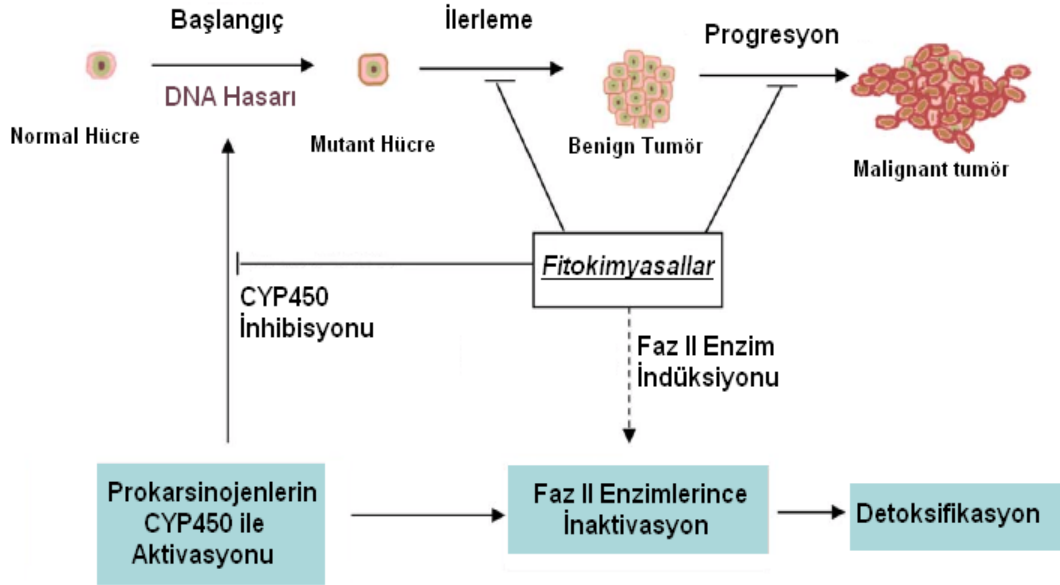 Başlangıç
İlerleme
Progresyon
DNA Hasarı
Normal Hücre
Mutant Hücre
Benign Tumör
Malignant tumör
Fitokimyasallar
CYP450
İnhibisyonu
Faz II Enzim
İndüksiyonu
Prokarsinojenlerin
CYP450 ile
Aktivasyonu
Faz II Enzimlerince
İnaktivasyon
Detoksifikasyon